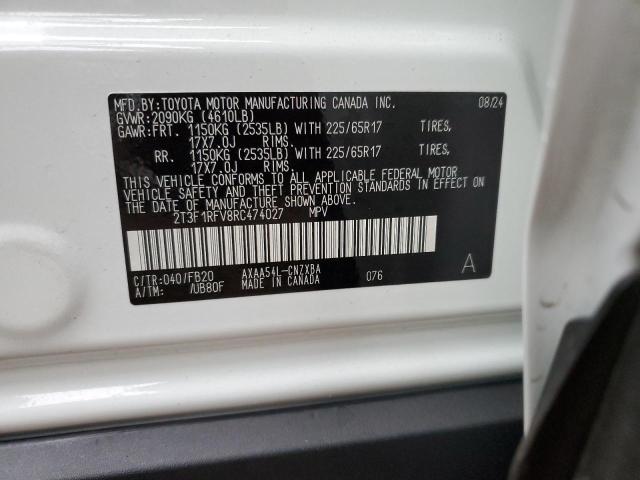 MFD.BY:TOYOTA MOTOR MANUFACTURING CANADA INC. 08/24
GVWR:2090KG (4610LB)
GAWR:FRT. 1150KG (2535LB) WITH 225/65R17 TIRES,
17X7.0J RIMS.
RR. 1150KG (2535LB) WITH 225/65R17 TIRES,
17X7.0J RIMS.
THIS VEHICLE CONFORMS TO ALL APPLICABLE FEDERAL MOTOR
VEHICLE SAFETY AND THEFT PREVENTION STANDARDS IN EFFECT ON
THE DATE OF MANUFACTURE SHOWN ABOVE.
2T3F1RFV8RC474027 MPV
C/TR:040/FB20 AXAA54L-CNZXBA 076 A
A/TM: /UB80F MADE IN CANADA